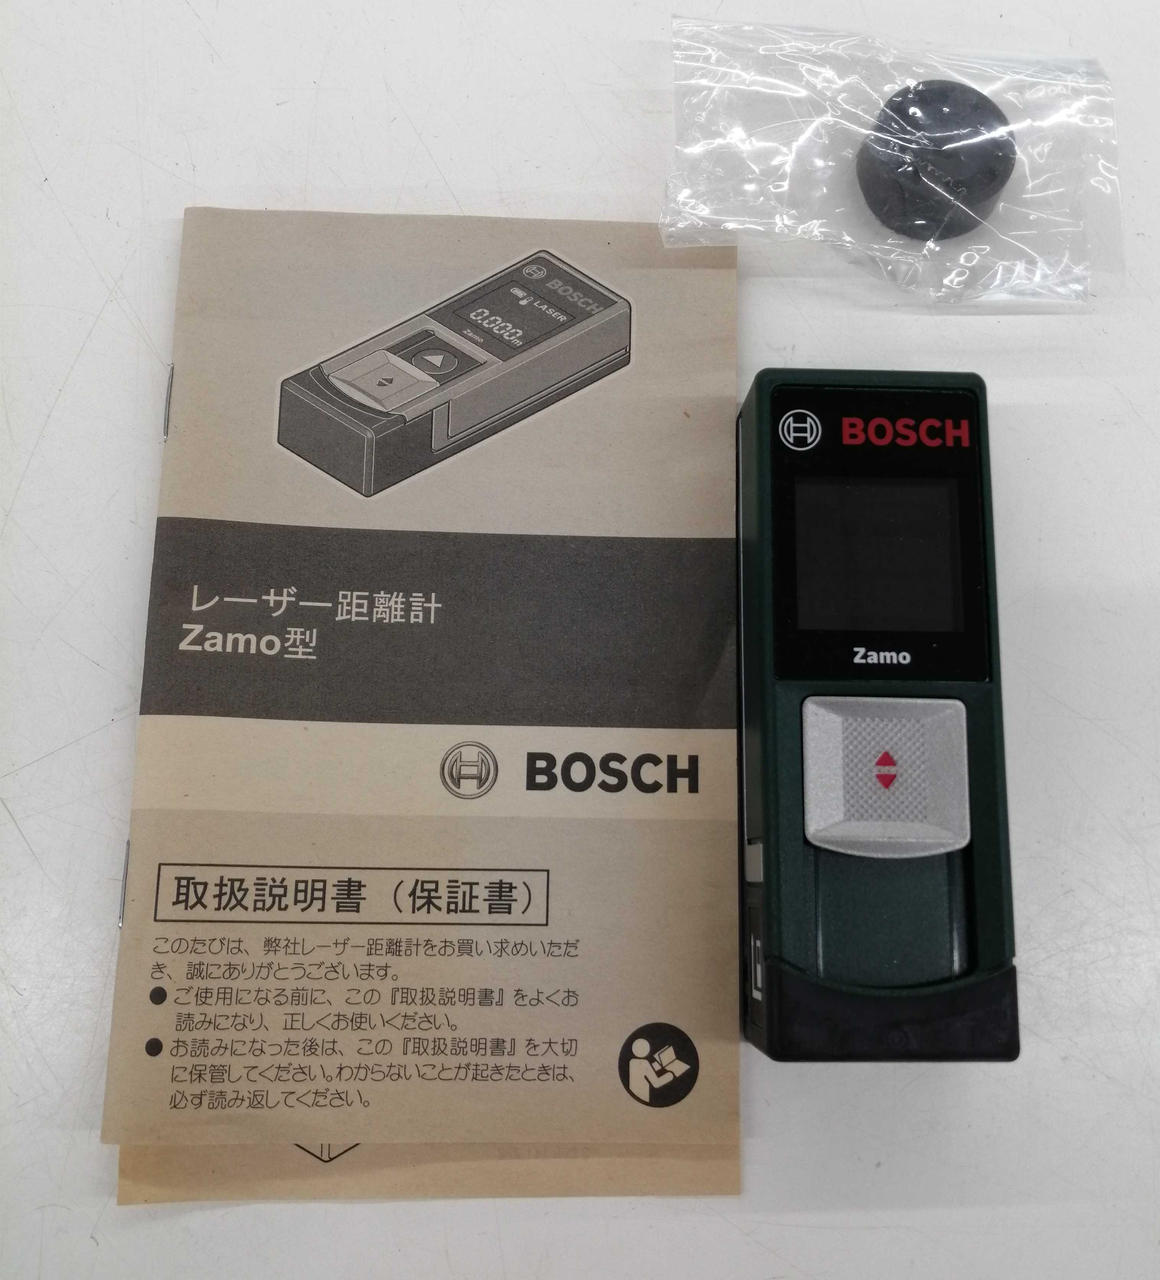 BOSCH
LASER
0.000m
Zamo
レーザー距離計
Zamo型
BOSCH
取扱説明書（保証書）
このたびは、弊社レーザー距離計をお買い求めいただ
き、誠にありがとうございます。
● ご使用になる前に、この『取扱説明書』をよくお
読みになり、正しくお使いください。
● お読みになった後は、この『取扱説明書』を大切
に保管してください。わからないことが起きたときは、
必ず読み返してください。
BOSCH
Zamo